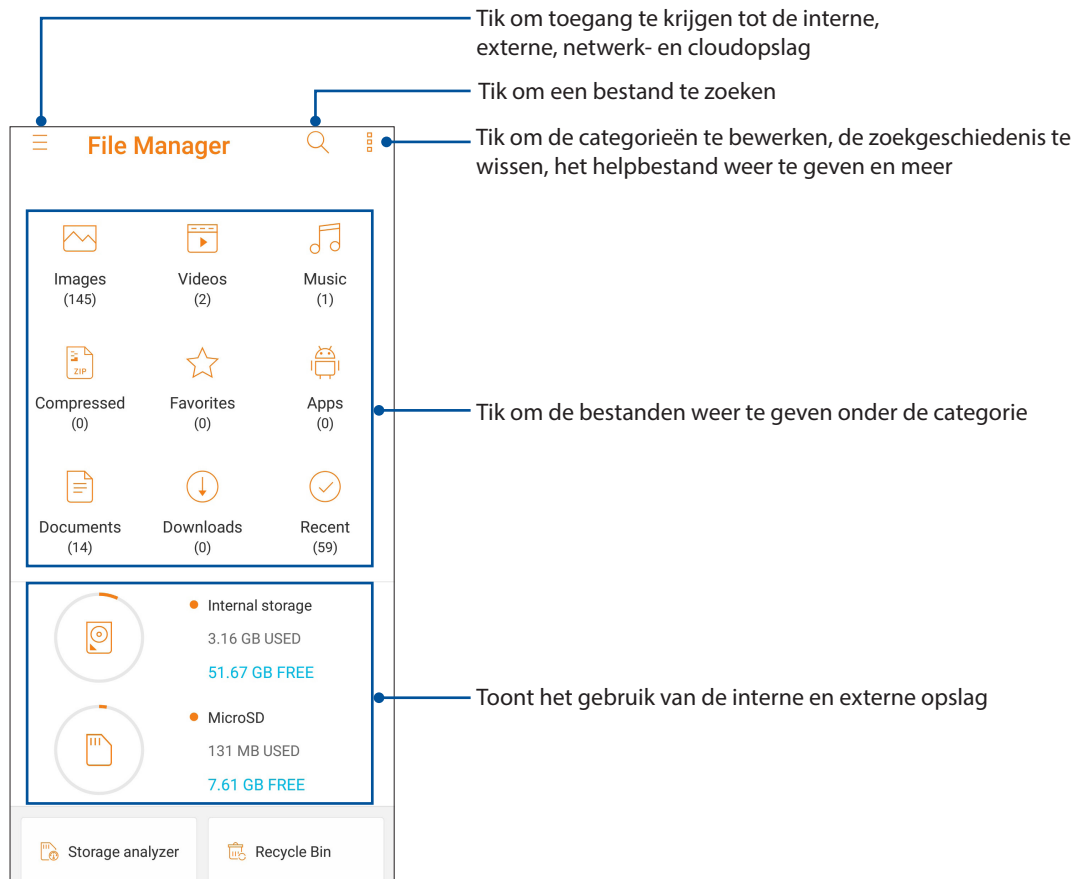 Tik om toegang te krijgen tot de interne,
externe, netwerk- en cloudopslag
Tik om een bestand te zoeken
File Manager
Tik om de categorieën te bewerken, de zoekgeschiedenis te
wissen, het helpbestand weer te geven en meer
Images
(145)
Videos
(2)
Music
(1)
ZIP
Compressed
(0)
Favorites
(0)
Apps
(0)
Tik om de bestanden weer te geven onder de categorie
Documents
(14)
Downloads
(0)
Recent
(59)
Internal storage
3.16 GB USED
51.67 GB FREE
Toont het gebruik van de interne en externe opslag
MicroSD
131 MB USED
7.61 GB FREE
Storage analyzer
Recycle Bin